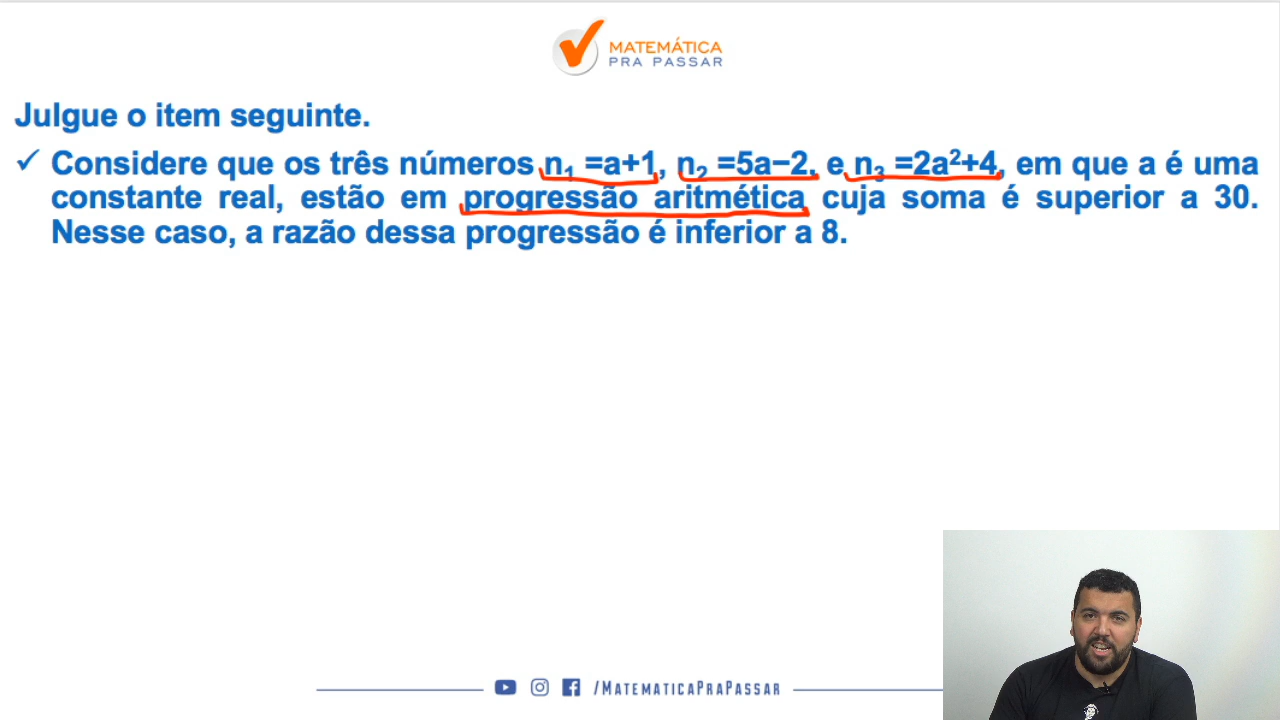 MATEMÁTICA
PRA PASSAR
Julgue o item seguinte.
✓ Considere que os três números n₁ =a+1, n₂ =5a−2, e n₃ =2a²+4, em que a é uma
constante real, estão em progressão aritmética cuja soma é superior a 30.
Nesse caso, a razão dessa progressão é inferior a 8.
/MATEMATICAPRAPASSAR